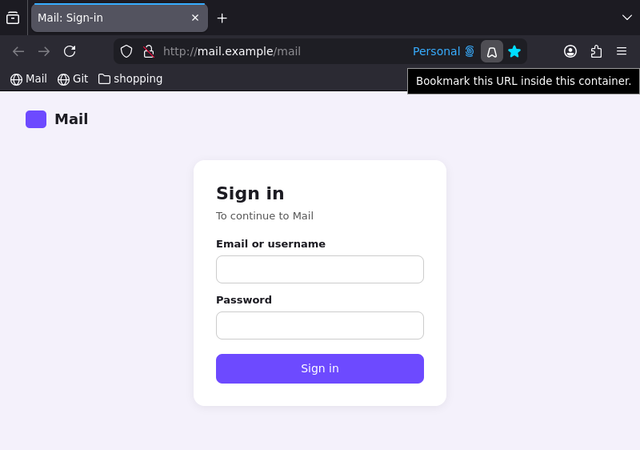 Mail: Sign-in
http://mail.example/mail
Personal
Mail
Git
shopping
Bookmark this URL inside this container.
Mail
Sign in
To continue to Mail
Email or username
Password
Sign in